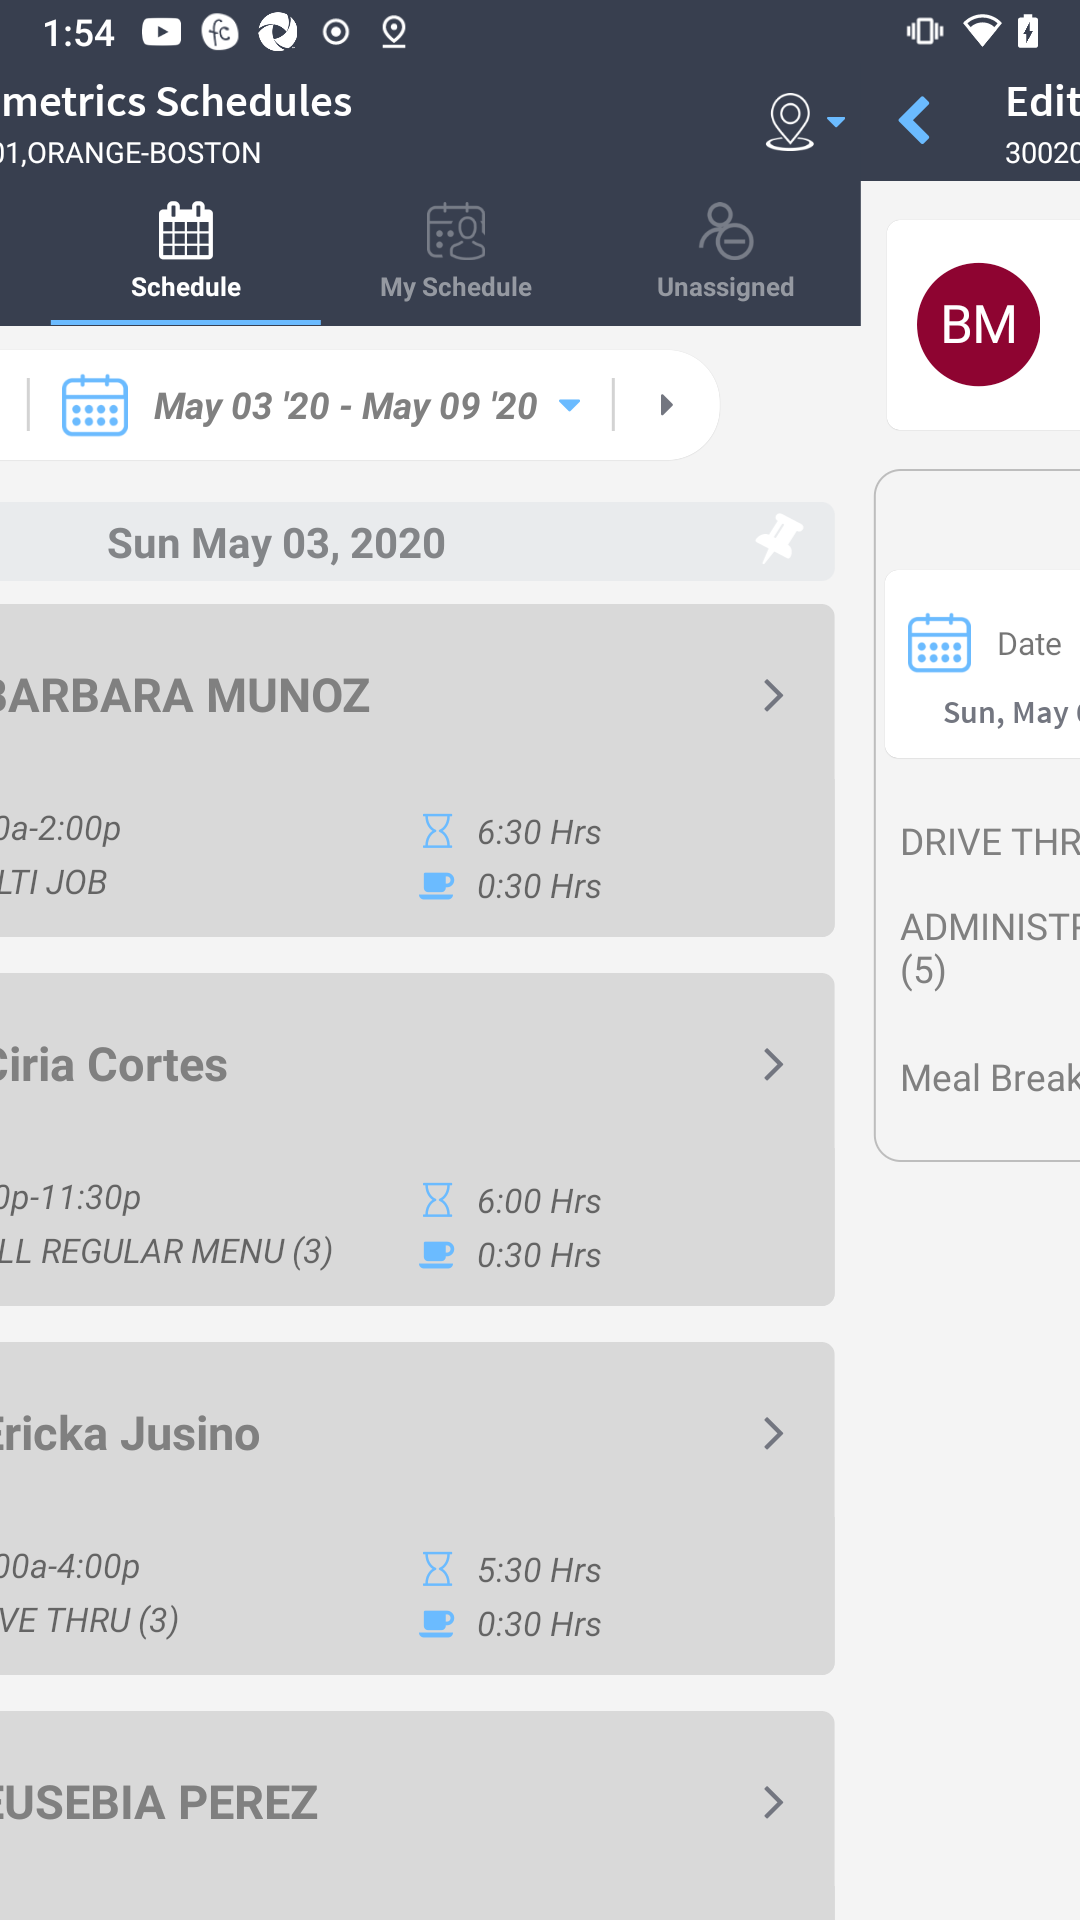 1:54
metrics Schedules
01,ORANGE-BOSTON
Edit
30020
Schedule
My Schedule
Unassigned
BM
May 03 '20 - May 09 '20
Sun May 03, 2020
BARBARA MUNOZ
0a-2:00p
6:30 Hrs
LTI JOB
0:30 Hrs
Date
Sun, May 0
DRIVE THR
ADMINISTR
(5)
Meal Break
Ciria Cortes
0p-11:30p
6:00 Hrs
LL REGULAR MENU (3)
0:30 Hrs
Ericka Jusino
00a-4:00p
5:30 Hrs
VE THRU (3)
0:30 Hrs
EUSEBIA PEREZ